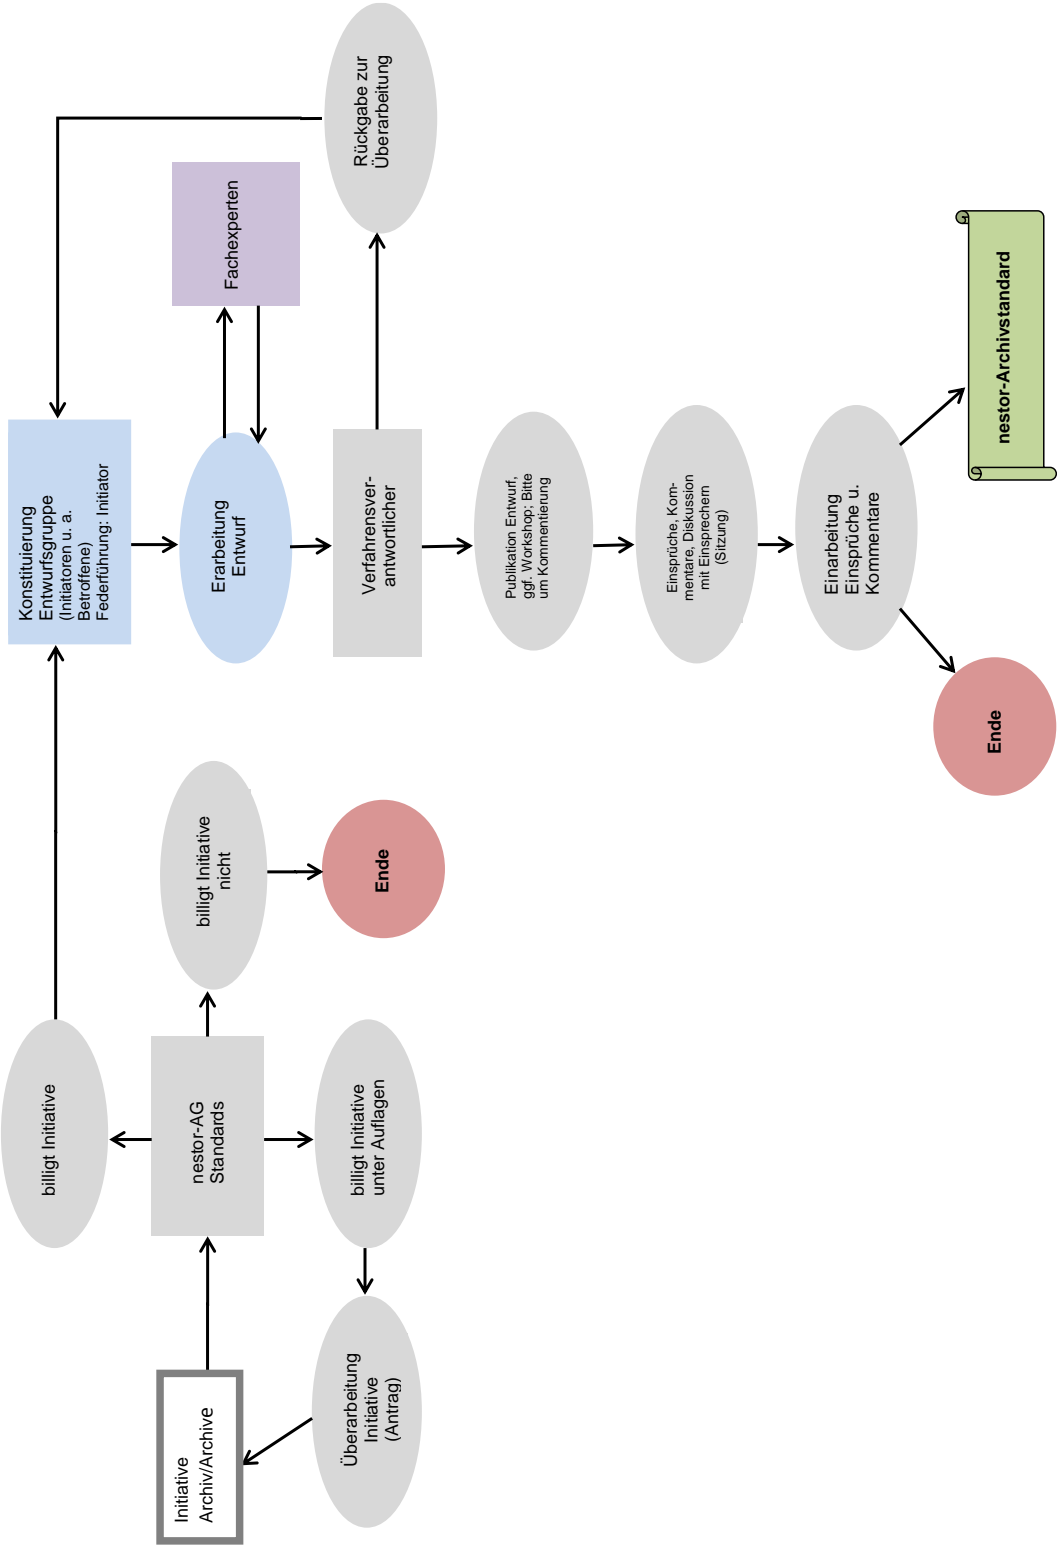 Initiative
Archiv/Archive
nestor-AG
Standards
billigt Initiative
billigt Initiative
nicht
Ende
billigt Initiative
unter Auflagen
Überarbeitung
Initiative
(Antrag)
Konstituierung
Entwurfsgruppe
(Initiatoren u. a.
Betroffene)
Federführung: Initiator
Erarbeitung
Entwurf
Fachexperten
Verfahrensver-
antwortlicher
Rückgabe zur
Überarbeitung
Publikation Entwurf,
ggf. Workshop; Bitte
um Kommentierung
Einsprüche, Kom-
mentare, Diskussion
mit Einsprechern
(Sitzung)
Einarbeitung
Einsprüche u.
Kommentare
Ende
nestor-Archivstandard